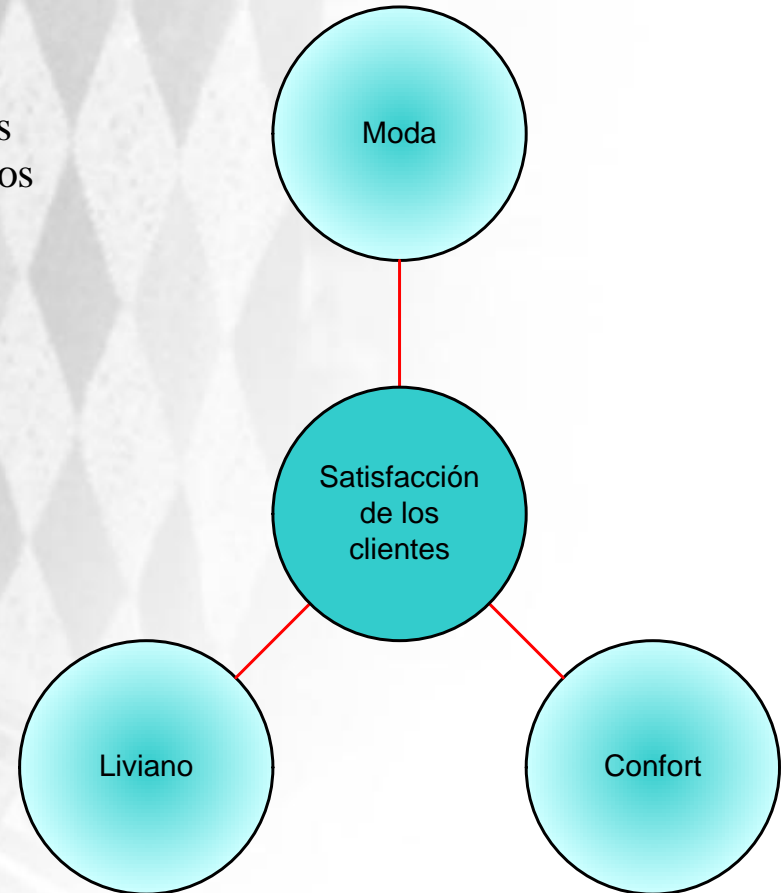 Moda
Satisfacción
de los
clientes
Liviano
Confort